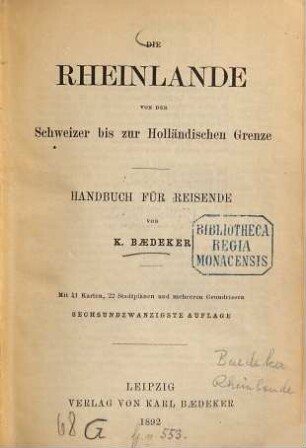 DIE
RHEINLANDE
VON DER
Schweizer bis zur Holländischen Grenze
HANDBUCH FÜR REISENDE
VON
K. BÆDEKER
BIBLIOTHECA
REGIA
MONACENSIS
Mit 41 Karten, 22 Stadtplänen und mehreren Grundrissen
SECHSUNDZWANZIGSTE AUFLAGE
Baedeker
Rheinlande
LEIPZIG
VERLAG VON KARL BÆDEKER
1892
68 G
553.